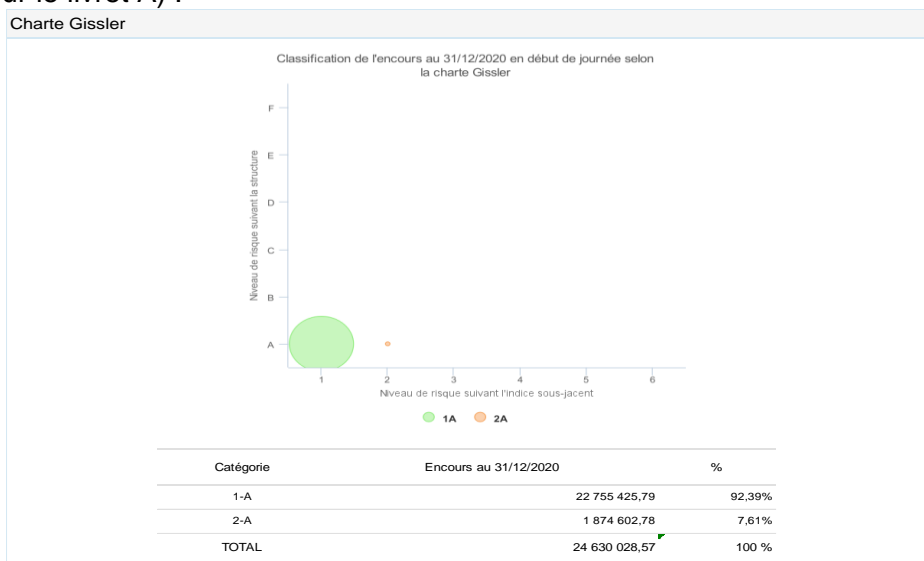 ur le livret A) :
Charte Gissler
Classification de l'encours au 31/12/2020 en début de journée selon
la charte Gissler
Niveau de risque suivant la structure
F
E
D
C
B
A
1 2 3 4 5 6
Niveau de risque suivant l'indice sous-jacent
1A 2A
Catégorie Encours au 31/12/2020 %
1-A 22 755 425,79 92,39%
2-A 1 874 602,78 7,61%
TOTAL 24 630 028,57 100 %